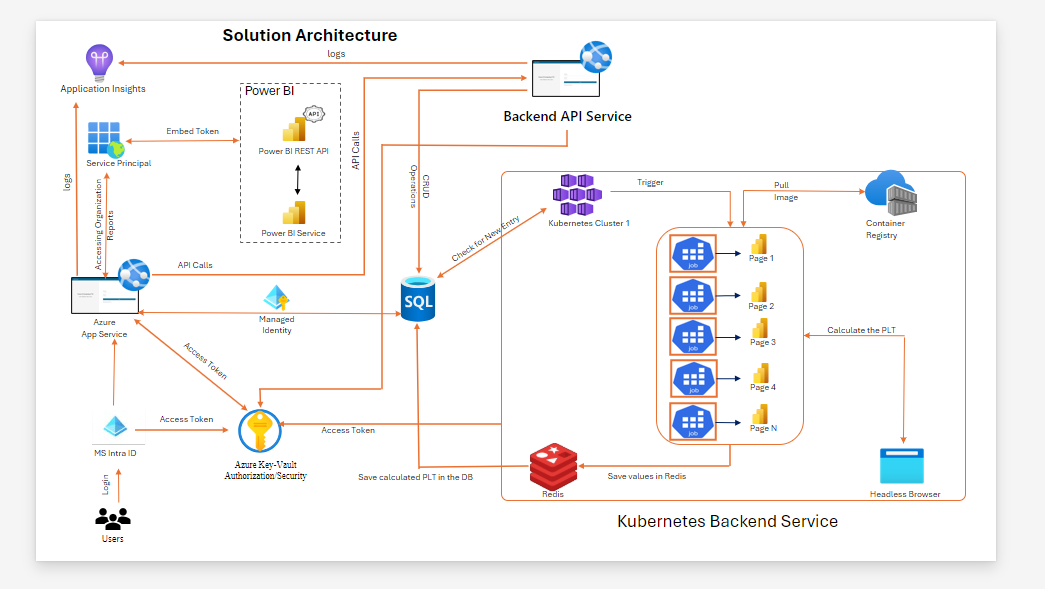 Solution Architecture
logs
Application Insights
Power BI
API
Power BI REST API
Power BI Service
Embed Token
Service Principal
logs
Accessing Organization
Reports
API Calls
API Calls
CRUD
Operations
Backend API Service
Azure
App Service
Managed
Identity
SQL
Check for New Entry
Kubernetes Cluster 1
Trigger
Pull
Image
Container
Registry
job
Page 1
job
Page 2
job
Page 3
job
Page 4
job
Page N
Calculate the PLT
Headless Browser
Access Token
Access Token
MS Intra ID
Login
Users
Azure Key-Vault
Authorization/Security
Access Token
Save calculated PLT in the DB
Redis
Save values in Redis
Kubernetes Backend Service